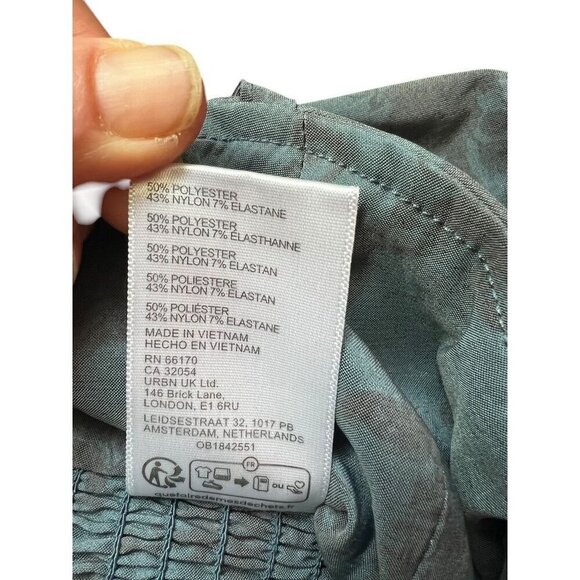 50% POLYESTER
43% NYLON 7% ELASTANE
50% POLYESTER
43% NYLON 7% ELASTHANNE
50% POLYESTER
43% NYLON 7% ELASTAN
50% POLIESTERE
43% NYLON 7% ELASTAN
50% POLIÉSTER
43% NYLON 7% ELASTANE
MADE IN VIETNAM
HECHO EN VIETNAM
RN 66170
CA 32054
URBN UK Ltd.
146 Brick Lane,
LONDON, E1 6RU
LEIDSESTRAAT 32, 1017 PB
AMSTERDAM, NETHERLANDS
OB1842551
FR
OU
quefairedemesdechets.fr